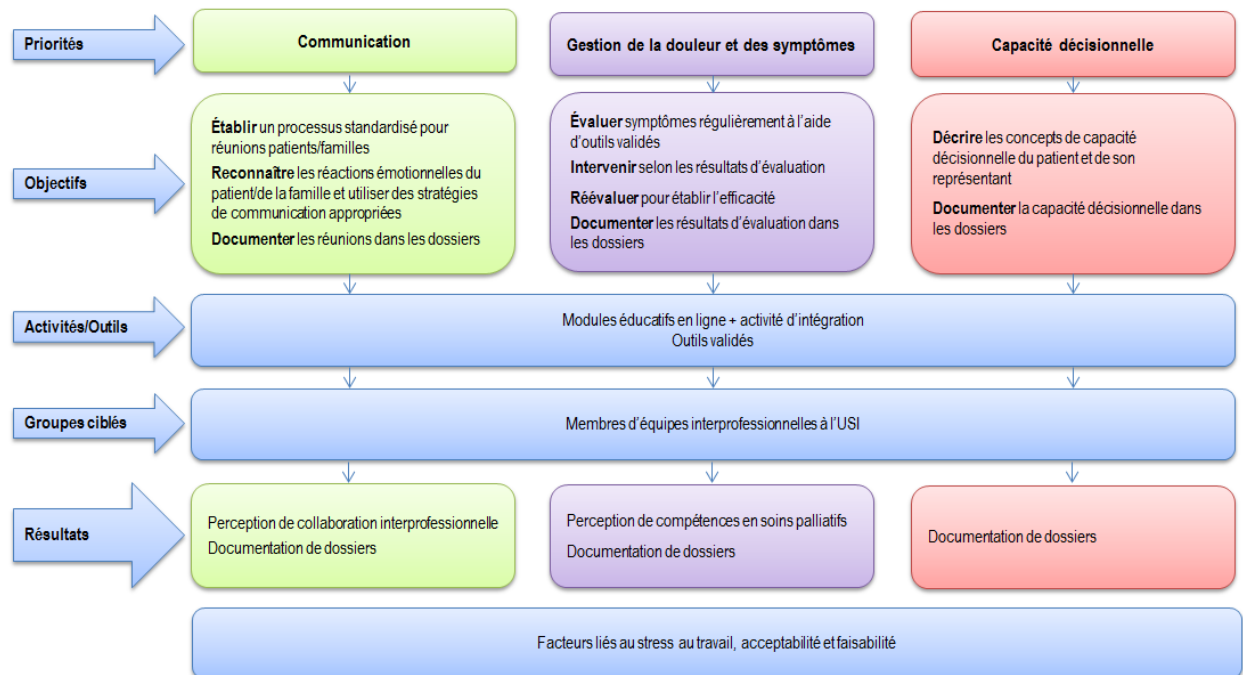 Priorités
Communication
Gestion de la douleur et des symptômes
Capacité décisionnelle
Objectifs
Établir un processus standardisé pour
réunions patients/familles
Reconnaître les réactions émotionnelles du
patient/de la famille et utiliser des stratégies
de communication appropriées
Documenter les réunions dans les dossiers
Évaluer symptômes régulièrement à l’aide
d’outils validés
Intervenir selon les résultats d’évaluation
Réévaluer pour établir l’efficacité
Documenter les résultats d’évaluation dans
les dossiers
Décrire les concepts de capacité
décisionnelle du patient et de son
représentant
Documenter la capacité décisionnelle dans
les dossiers
Activités/Outils
Modules éducatifs en ligne + activité d’intégration
Outils validés
Groupes ciblés
Membres d’équipes interprofessionnelles à l’USI
Résultats
Perception de collaboration interprofessionnelle
Documentation de dossiers
Perception de compétences en soins palliatifs
Documentation de dossiers
Documentation de dossiers
Facteurs liés au stress au travail, acceptabilité et faisabilité